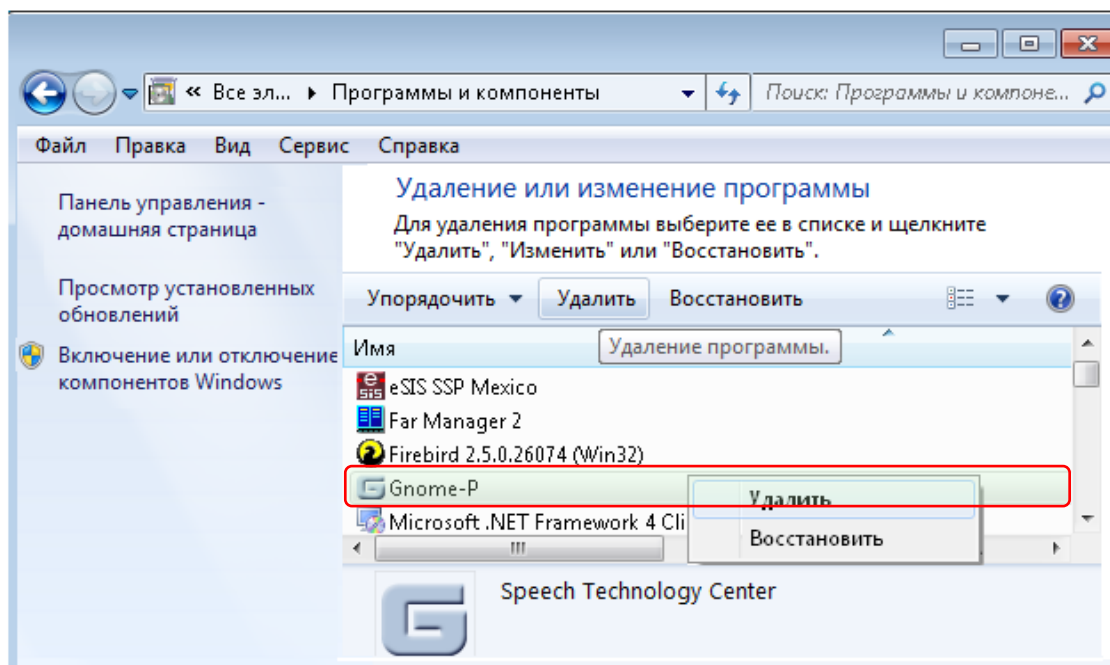 « Все эл... Программы и компоненты
Поиск: Программы и компоне...
Файл Правка Вид Сервис Справка
Панель управления -
домашняя страница
Просмотр установленных
обновлений
Включение или отключение
компонентов Windows
Удаление или изменение программы
Для удаления программы выберите ее в списке и щелкните
"Удалить", "Изменить" или "Восстановить".
Упорядочить Удалить Восстановить
Имя
Удаление программы.
eSIS SSP Mexico
Far Manager 2
Firebird 2.5.0.26074 (Win32)
Gnome-P
Microsoft .NET Framework 4 Cli
Удалить
Восстановить
Speech Technology Center